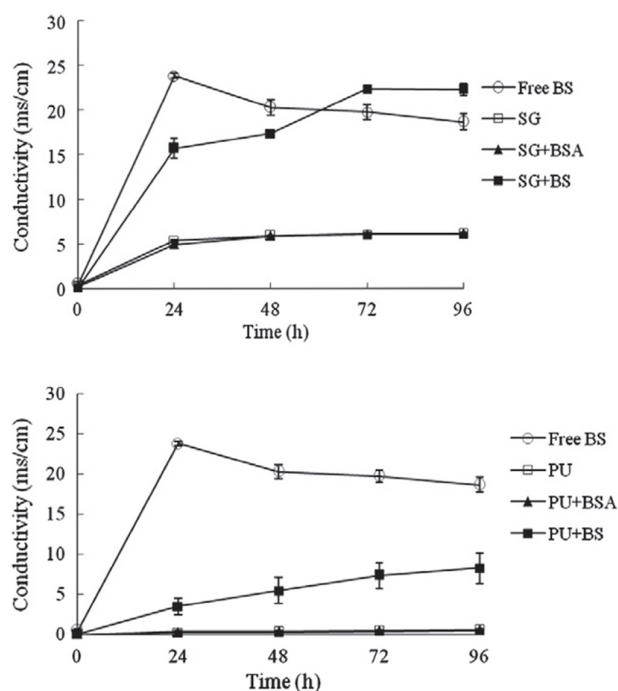 Conductivity (ms/cm)
30
25
20
15
10
5
0
0 24 48 72 96
Time (h)
Free BS
SG
SG+BSA
SG+BS
Conductivity (ms/cm)
30
25
20
15
10
5
0
0 24 48 72 96
Time (h)
Free BS
PU
PU+BSA
PU+BS